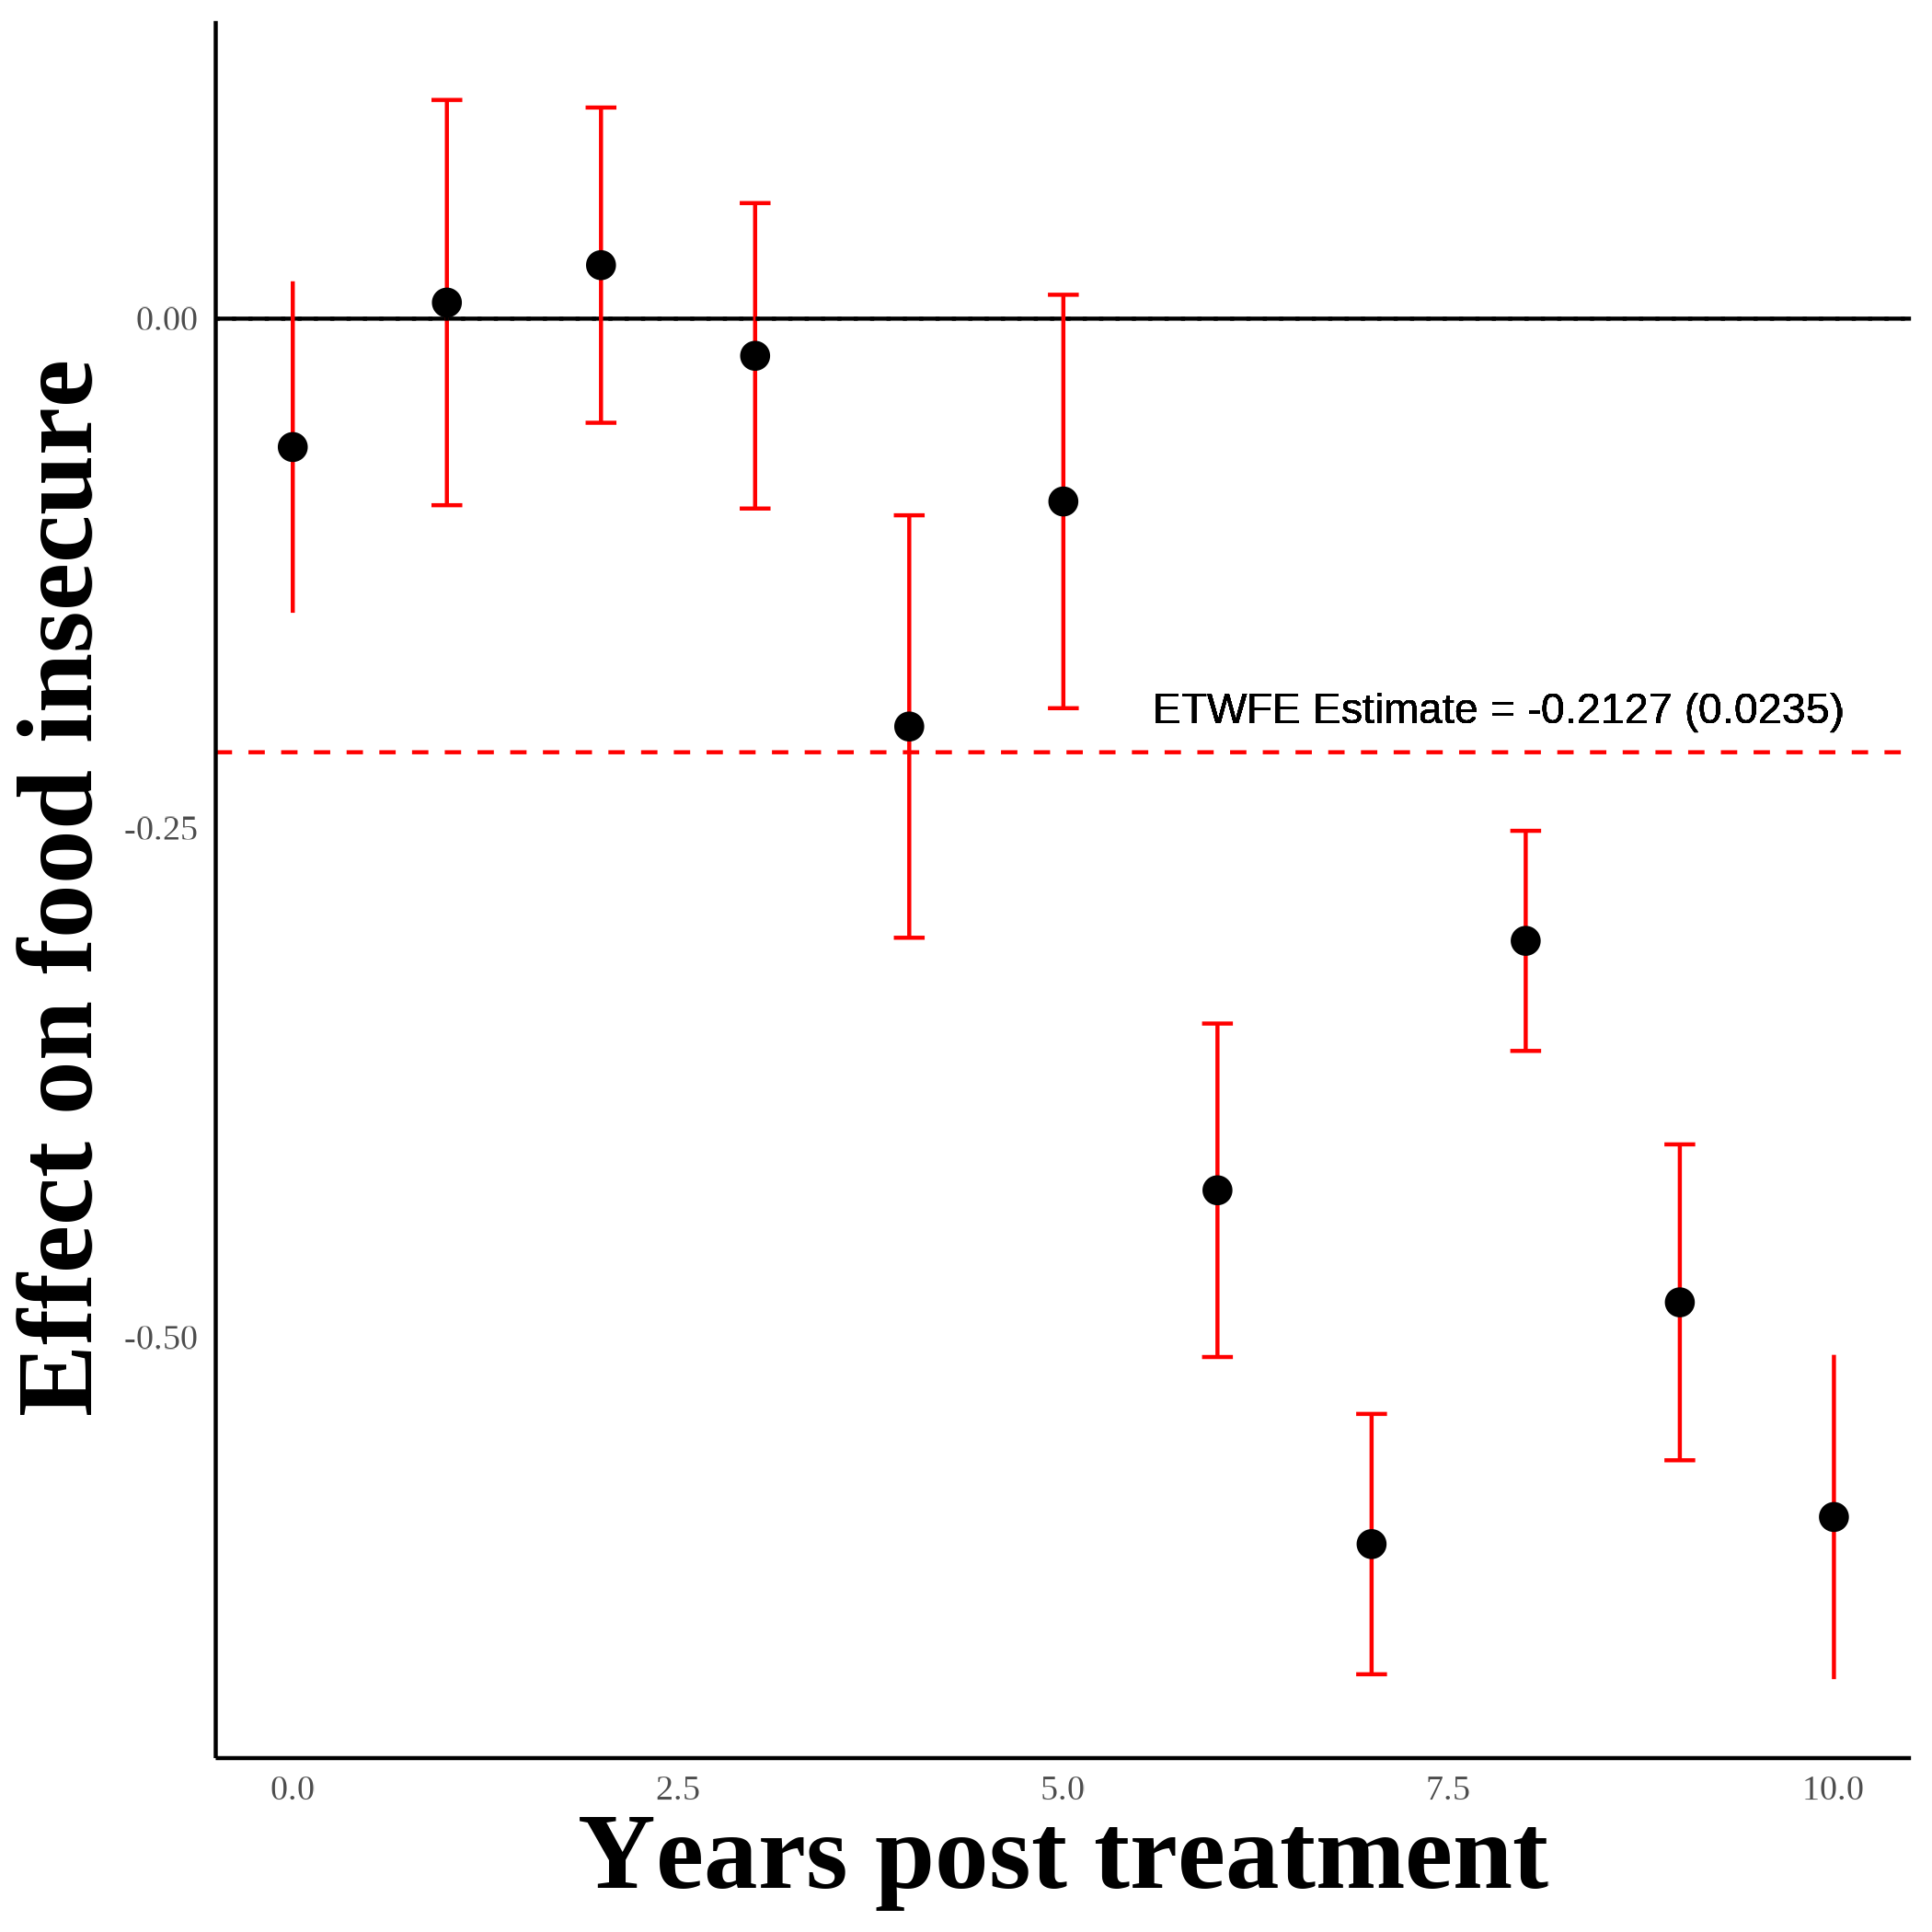 Effect on food insecure
0.00
-0.25
-0.50
ETWFE Estimate = -0.2127 (0.0235)
0.0 2.5 5.0 7.5 10.0
Years post treatment